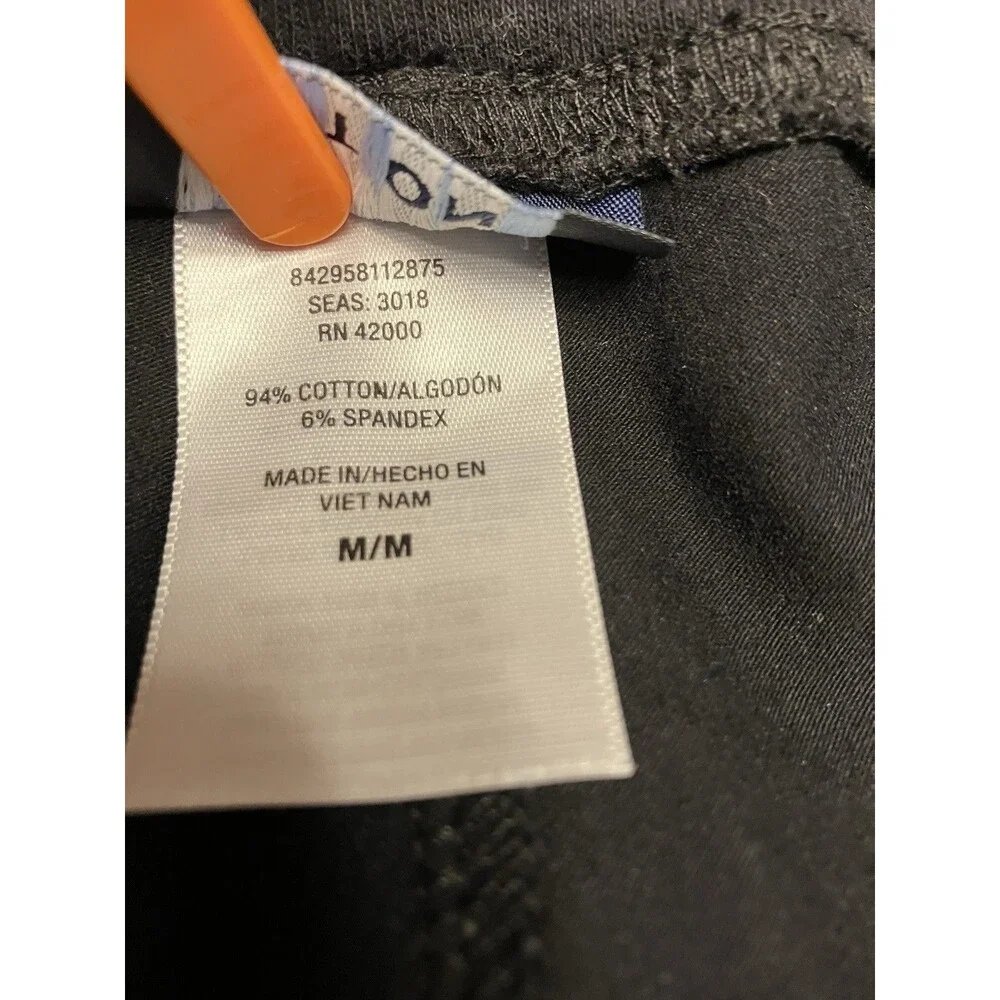 842958112875
SEAS: 3018
RN 42000
94% COTTON/ALGODÓN
6% SPANDEX
MADE IN/HECHO EN
VIET NAM
M/M